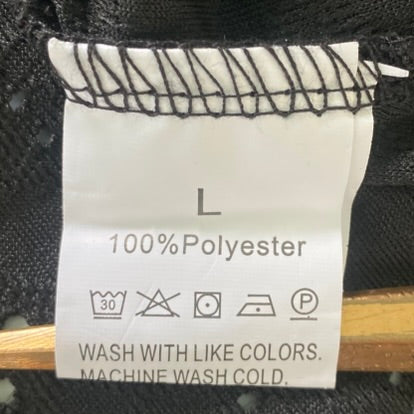 L
100%Polyester
30 P
WASH WITH LIKE COLORS.
MACHINE WASH COLD,